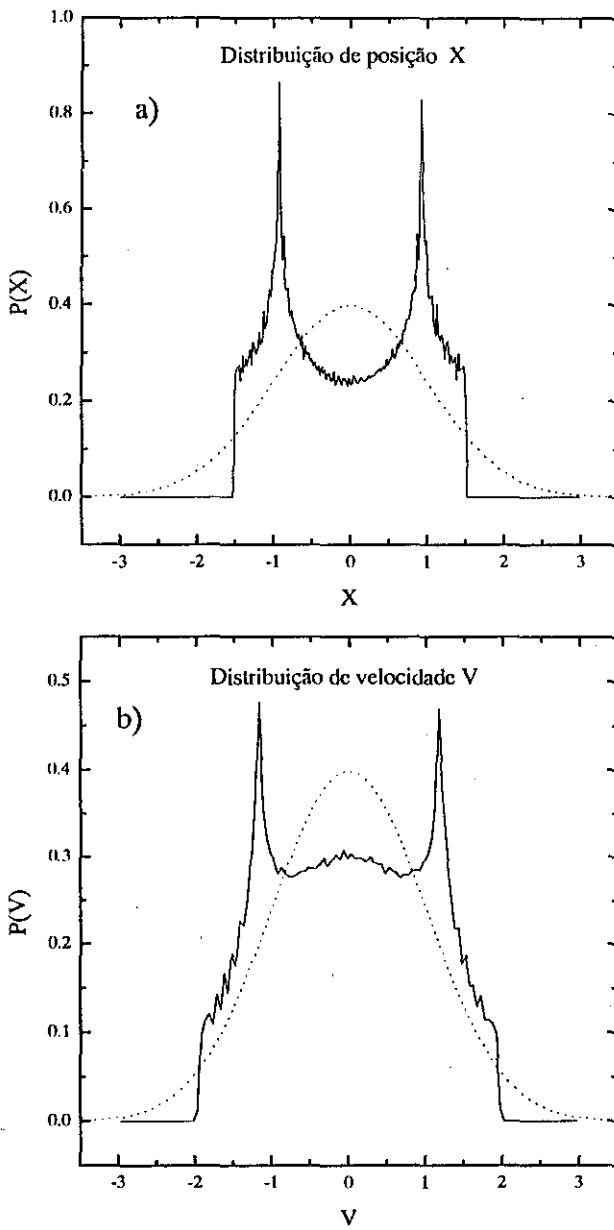 1.0
Distribuição de posição X
a)
0.8
0.6
P(X)
0.4
0.2
0.0
-3 -2 -1 0 1 2 3
X
0.5
Distribuição de velocidade V
b)
0.4
0.3
P(V)
0.2
0.1
0.0
-3 -2 -1 0 1 2 3
V